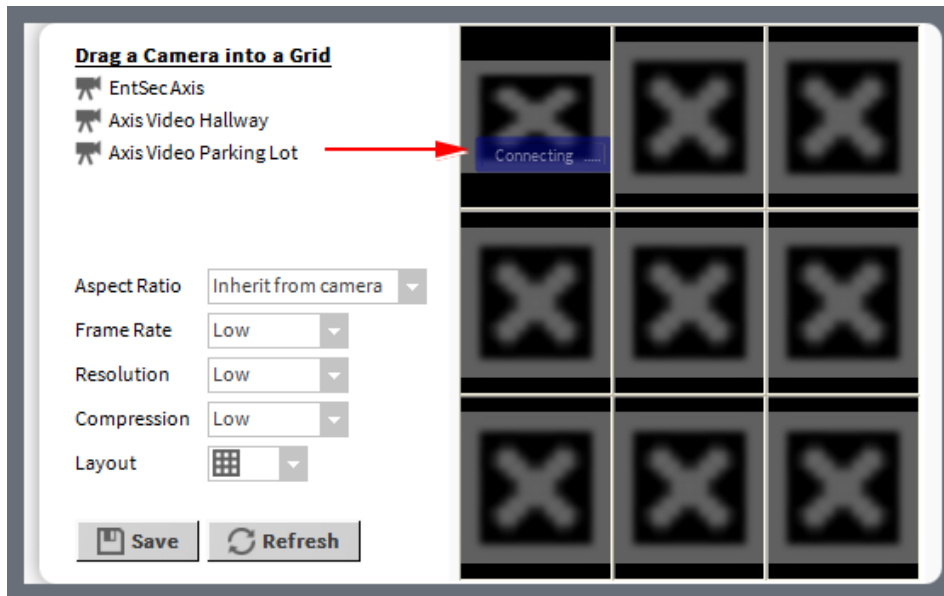 Drag a Camera into a Grid
EntSec Axis
Axis Video Hallway
Axis Video Parking Lot
Connecting .....
Aspect Ratio Inherit from camera
Frame Rate Low
Resolution Low
Compression Low
Layout
Save Refresh